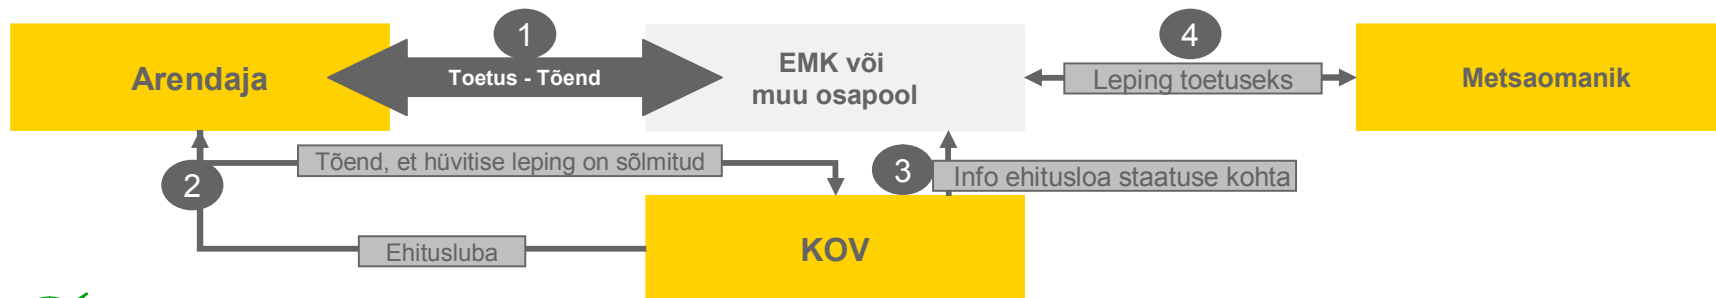 1
4
Arendaja
Toetus - Tõend
EMK või
muu osapool
Leping toetuseks
Metsaomanik
2
Tõend, et hüvitise leping on sõlmitud
3
Info ehitusloa staatuse kohta
Ehitusluba
KOV